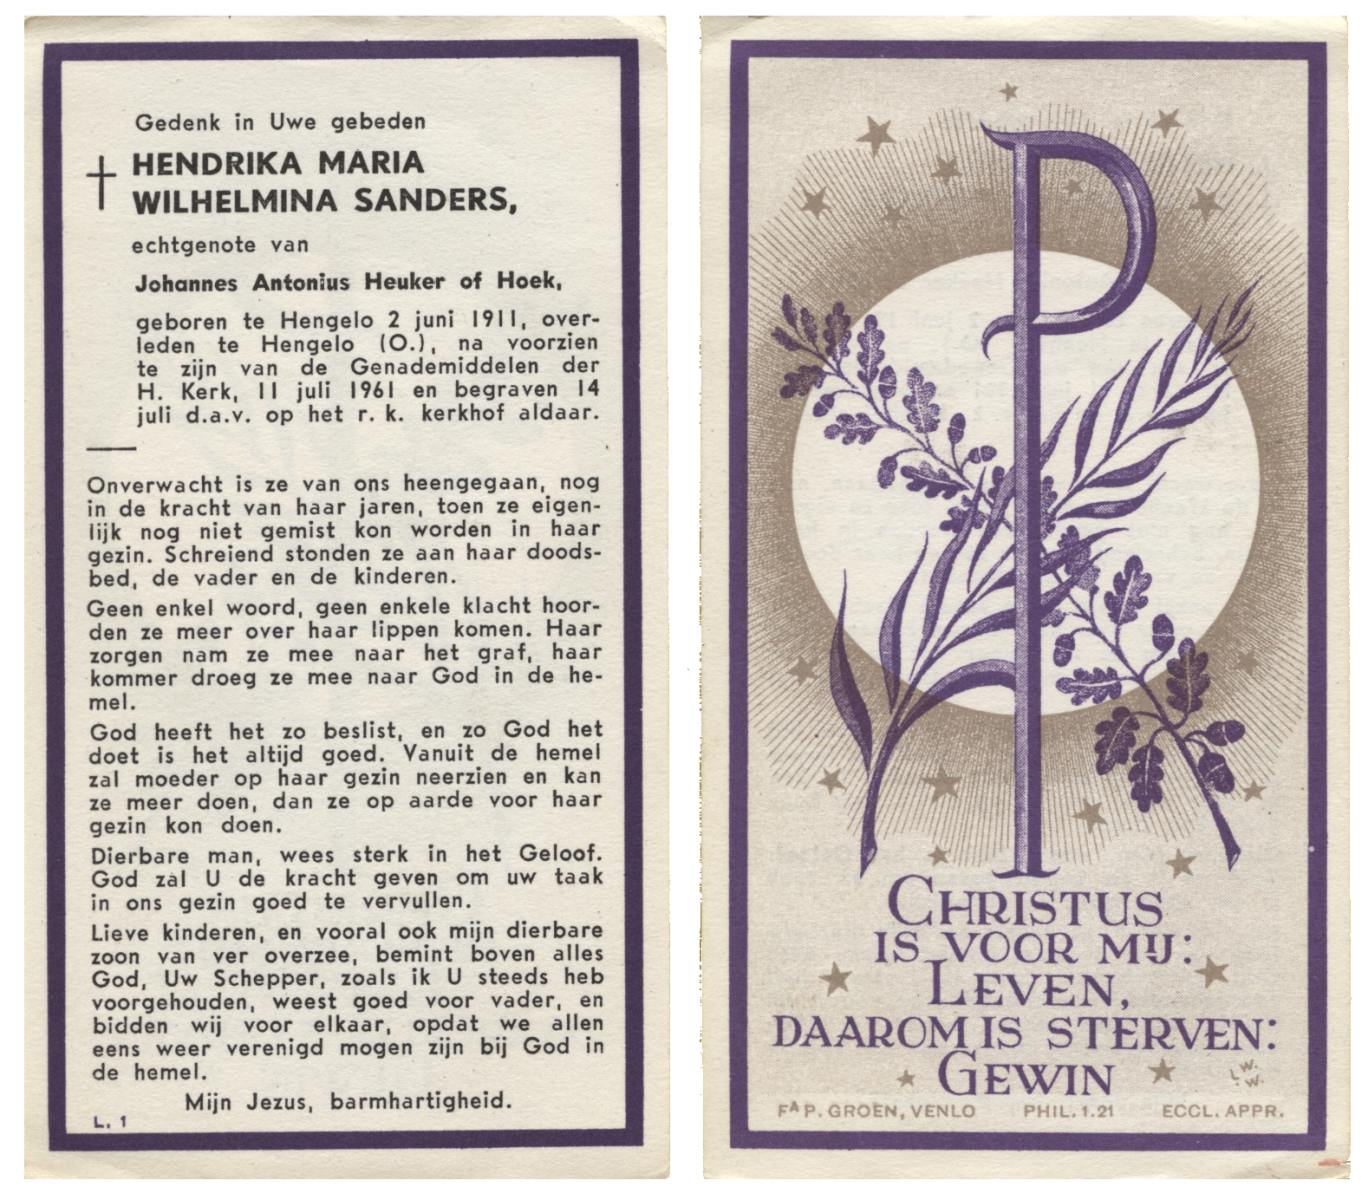 Gedenk in Uwe gebeden
HENDRIKA MARIA
WILHELMINA SANDERS,
echtgenote van
Johannes Antonius Heuker of Hoek,
geboren te Hengelo 2 juni 1911, over-
leden te Hengelo (O.), na voorzien
te zijn van de Genademiddelen der
H. Kerk, 11 juli 1961 en begraven 14
juli d.a.v. op het r. k. kerkhof aldaar.
Onverwacht is ze van ons heengegaan, nog
in de kracht van haar jaren, toen ze eigen-
lijk nog niet gemist kon worden in haar
gezin. Schreiend stonden ze aan haar doods-
bed, de vader en de kinderen.
Geen enkel woord, geen enkele klacht hoor-
den ze meer over haar lippen komen. Haar
zorgen nam ze mee naar het graf, haar
kommer droeg ze mee naar God in de he-
mel.
God heeft het zo beslist, en zo God het
doet is het altijd goed. Vanuit de hemel
zal moeder op haar gezin neerzien en kan
ze meer doen, dan ze op aarde voor haar
gezin kon doen.
Dierbare man, wees sterk in het Geloof.
God zal U de kracht geven om uw taak
in ons gezin goed te vervullen.
Lieve kinderen, en vooral ook mijn dierbare
zoon van ver overzee, bemint boven alles
God, Uw Schepper, zoals ik U steeds heb
voorgehouden, weest goed voor vader, en
bidden wij voor elkaar, opdat we allen
eens weer verenigd mogen zijn bij God in
de hemel.
Mijn Jezus, barmhartigheid.
L. 1
CHRISTUS
IS VOOR MIJ:
LEVEN,
DAAROM IS STERVEN:
GEWIN
L.W.W.
FA P. GROEN, VENLO PHIL. 1.21 ECCL. APPR.